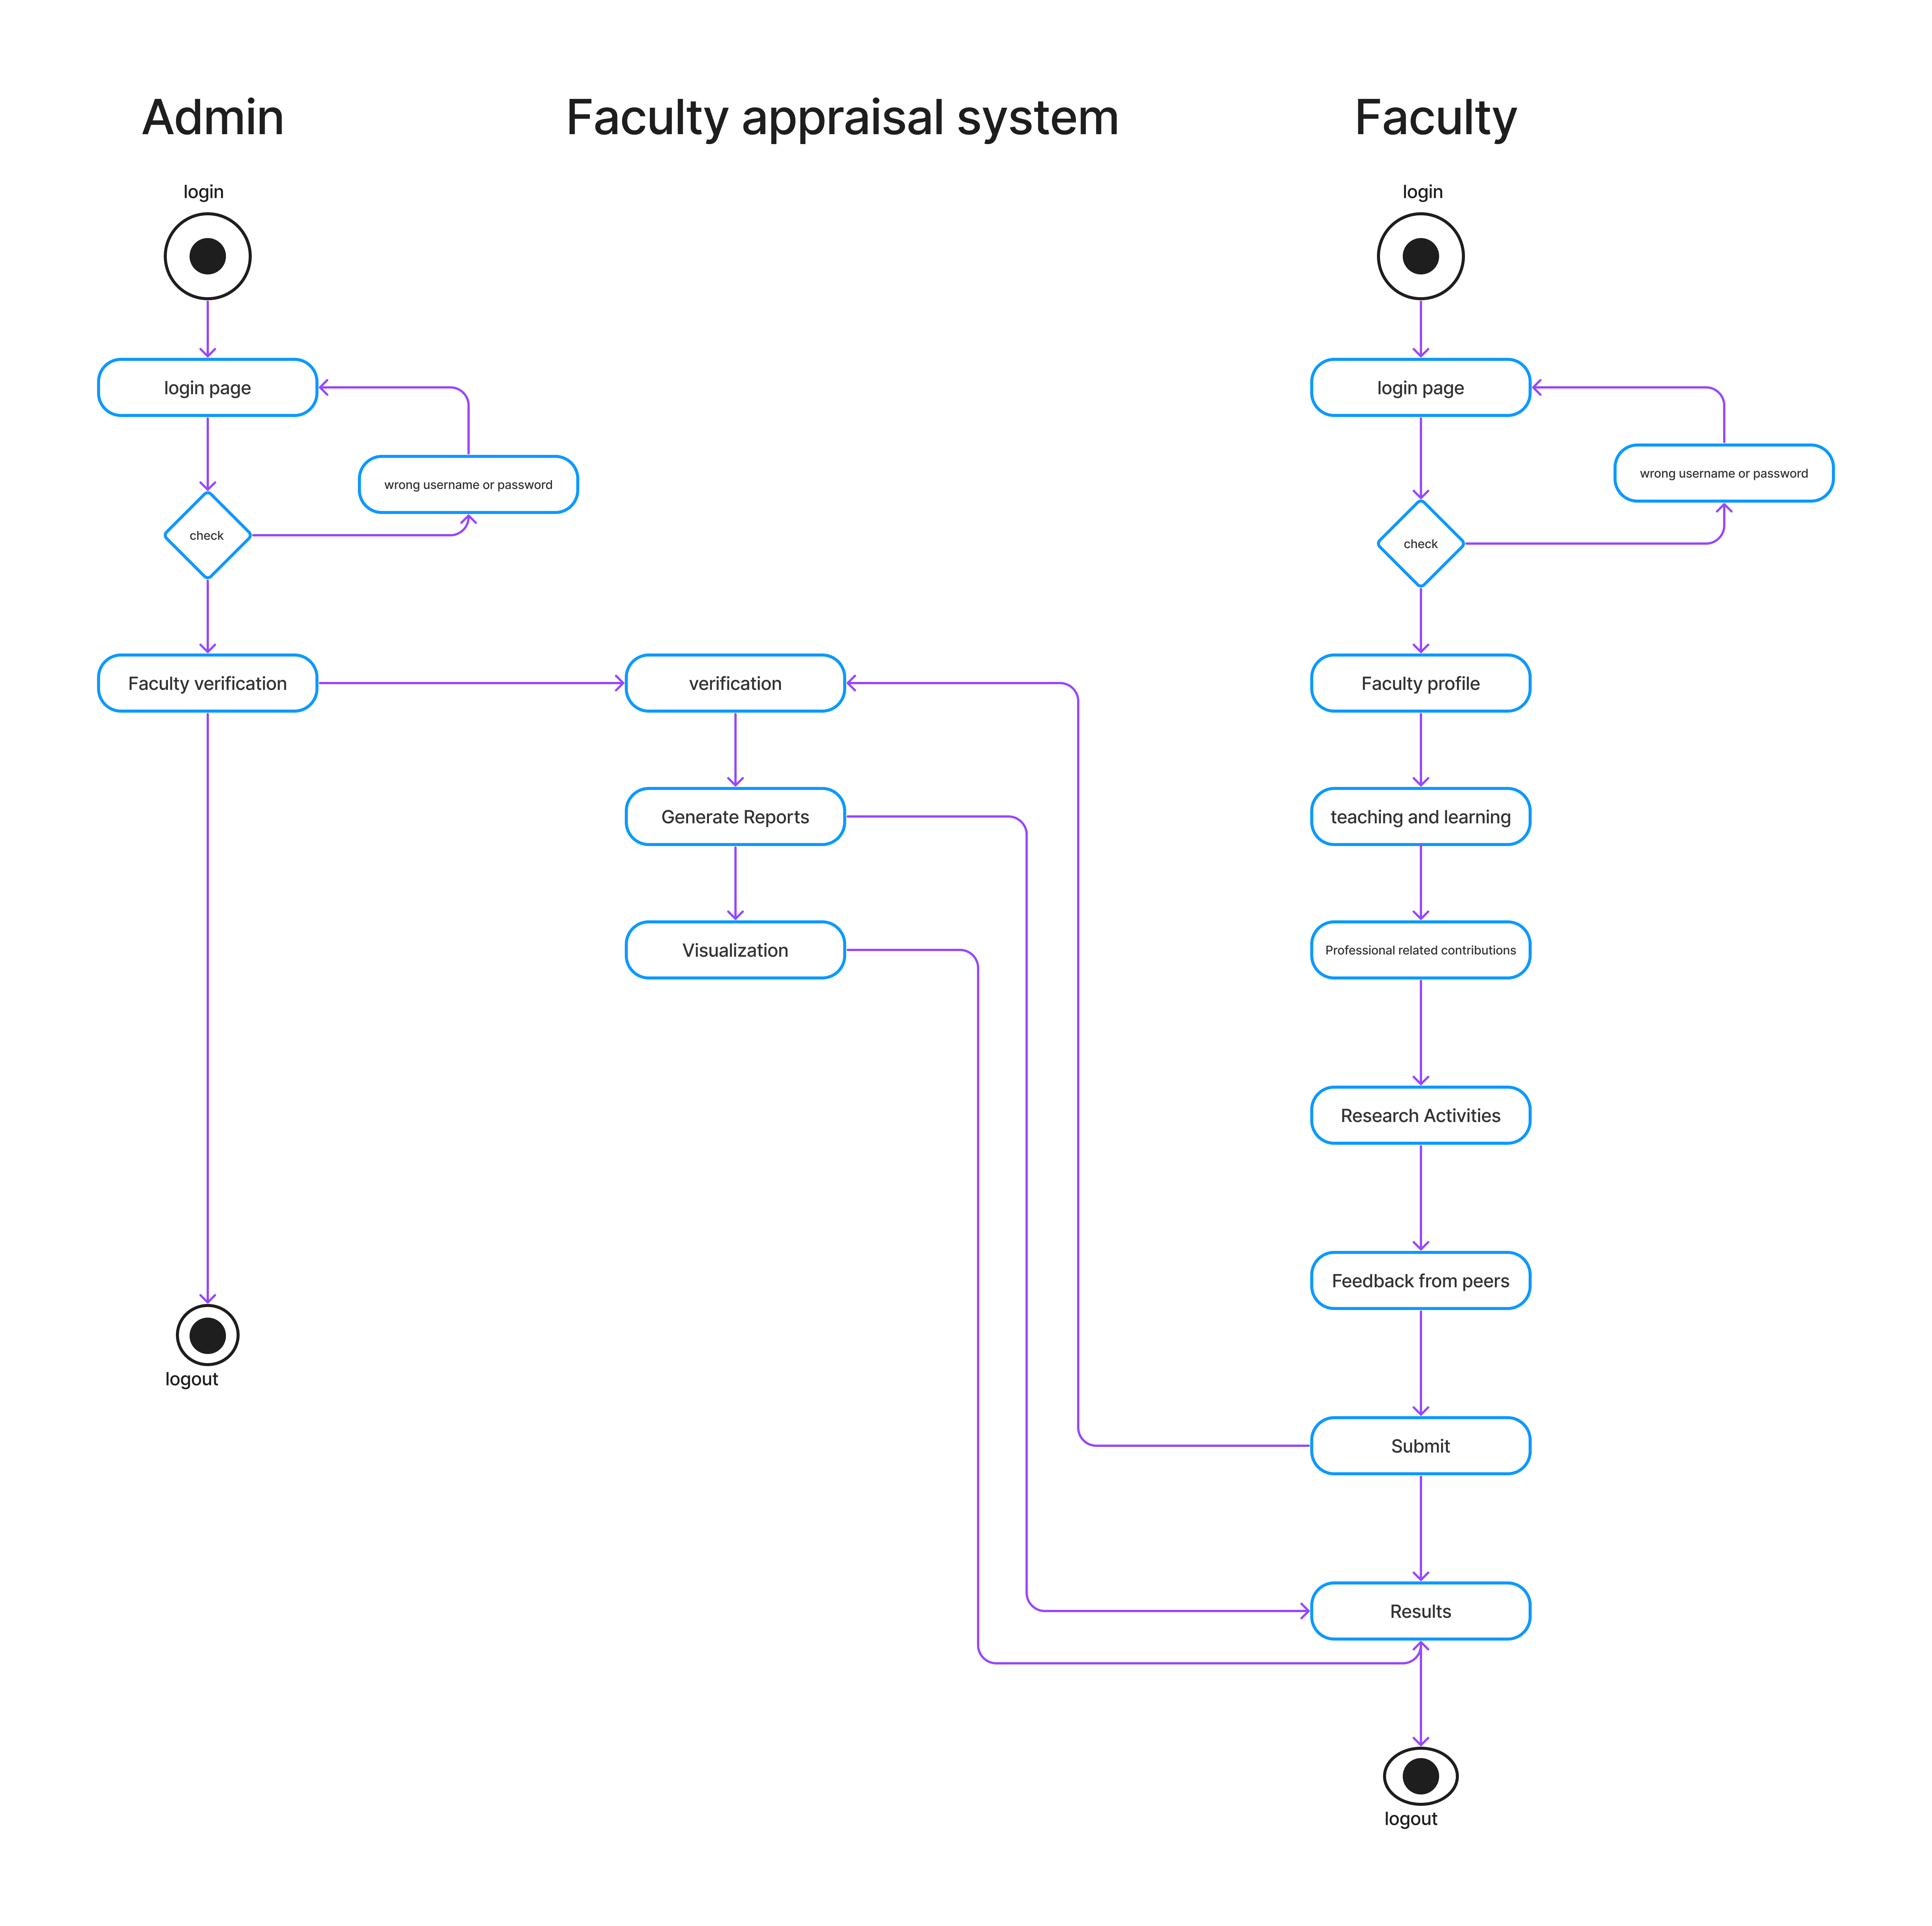 Admin
Faculty appraisal system
Faculty
login
login
login page
login page
wrong username or password
wrong username or password
check
check
Faculty verification
verification
Faculty profile
Generate Reports
teaching and learning
Visualization
Professional related contributions
Research Activities
Feedback from peers
logout
Submit
Results
logout